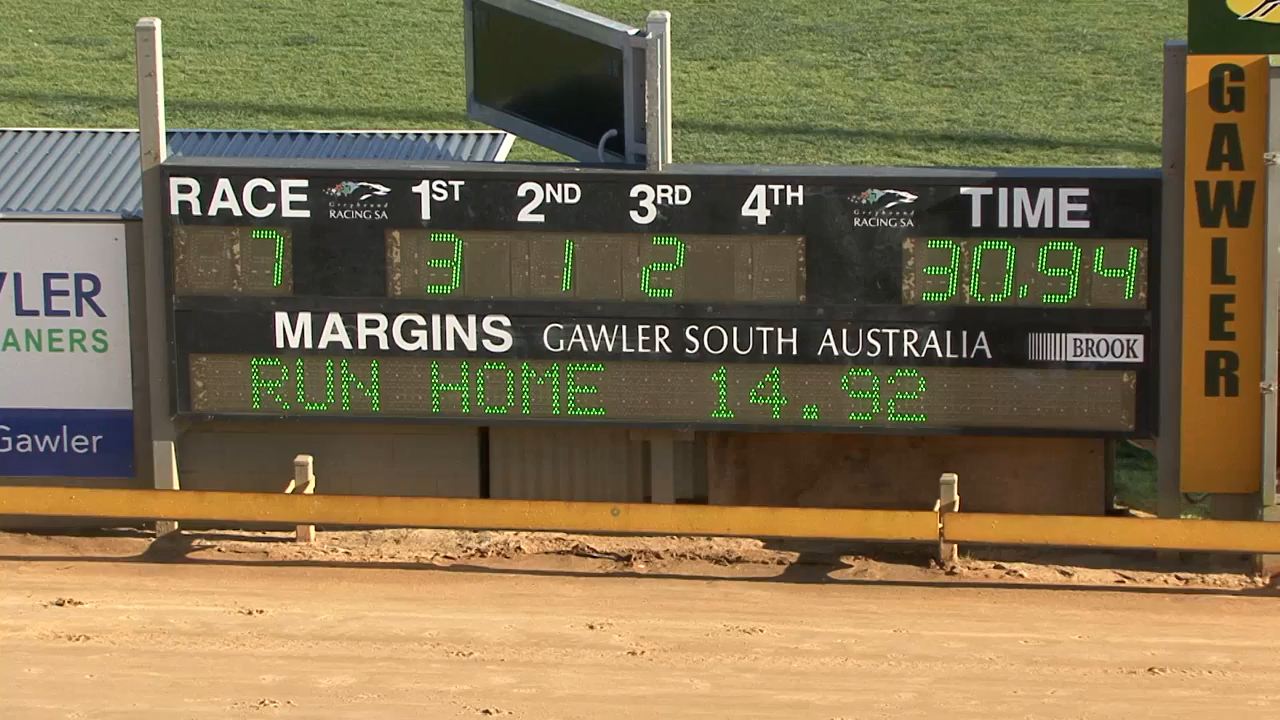 RACE Greyhound RACING SA 1ST 2ND 3RD 4TH Greyhound RACING SA TIME
7 3 1 2 30.94
MARGINS GAWLER SOUTH AUSTRALIA BROOK
RUN HOME 14.92
GAWLER
LER
ANERS
Gawler